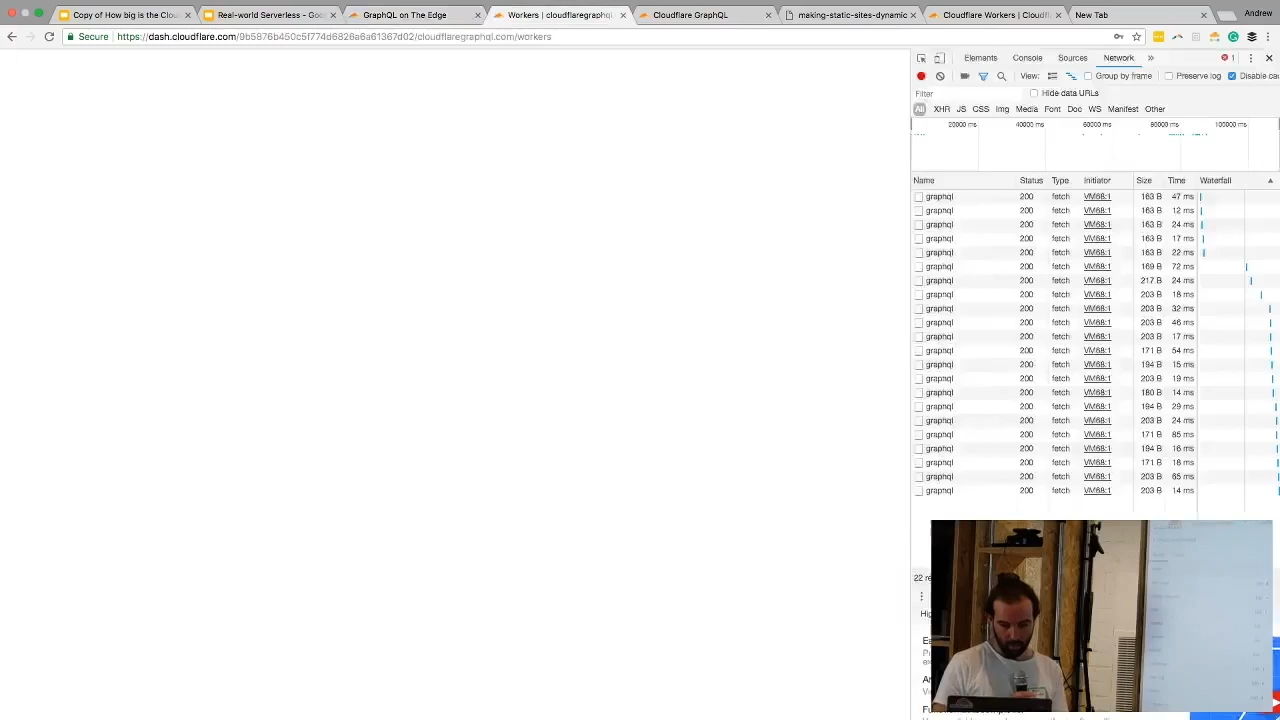 Copy of How big is the Cloud
Real-world Serverless - Goo
GraphQL on The Edge
Workers | cloudflaregraphql.
Cloudflare GraphQL
making-static-sites-dynamic
Cloudflare Workers | Cloudfl
New Tab
Andrew
Secure
https://dash.cloudflare.com/9b5876b450c5f774d6826a6a61367d02/cloudflaregraphql.com/workers
Elements Console Sources Network » 1
View: Group by frame Preserve log Disable cac
Filter Hide data URLs
All XHR JS CSS Img Media Font Doc WS Manifest Other
20000 ms 40000 ms 60000 ms 80000 ms 100000 ms
Name Status Type Initiator Size Time Waterfall
graphql 200 fetch VM68:1 163 B 47 ms
graphql 200 fetch VM68:1 163 B 12 ms
graphql 200 fetch VM68:1 163 B 24 ms
graphql 200 fetch VM68:1 163 B 17 ms
graphql 200 fetch VM68:1 163 B 22 ms
graphql 200 fetch VM68:1 169 B 72 ms
graphql 200 fetch VM68:1 217 B 24 ms
graphql 200 fetch VM68:1 203 B 18 ms
graphql 200 fetch VM68:1 203 B 32 ms
graphql 200 fetch VM68:1 203 B 46 ms
graphql 200 fetch VM68:1 203 B 17 ms
graphql 200 fetch VM68:1 171 B 54 ms
graphql 200 fetch VM68:1 194 B 15 ms
graphql 200 fetch VM68:1 203 B 19 ms
graphql 200 fetch VM68:1 180 B 14 ms
graphql 200 fetch VM68:1 194 B 29 ms
graphql 200 fetch VM68:1 203 B 24 ms
graphql 200 fetch VM68:1 171 B 85 ms
graphql 200 fetch VM68:1 194 B 16 ms
graphql 200 fetch VM68:1 171 B 18 ms
graphql 200 fetch VM68:1 203 B 65 ms
graphql 200 fetch VM68:1 203 B 14 ms
22 re